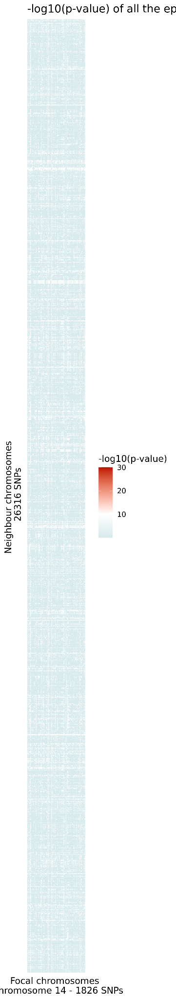 -log10(p-value) of all the ep
Neighbour chromosomes
26316 SNPs
-log10(p-value)
30
20
10
Focal chromosomes
hromosome 14 - 1826 SNPs